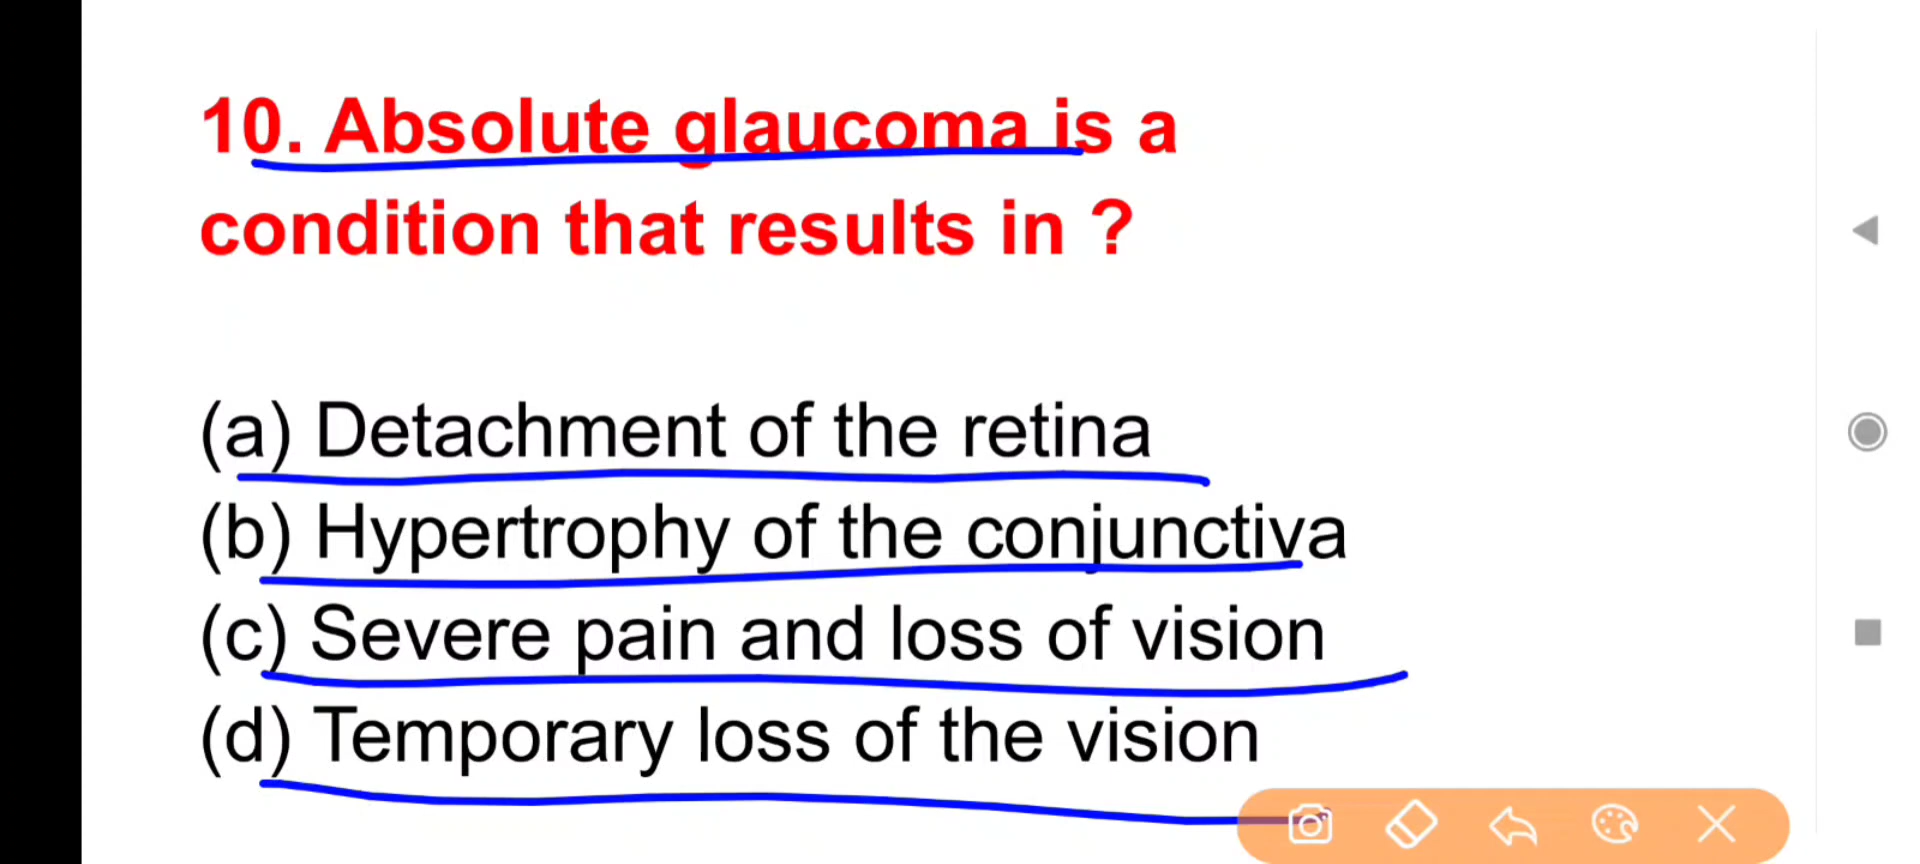 10. Absolute glaucoma is a
condition that results in ?
(a) Detachment of the retina
(b) Hypertrophy of the conjunctiva
(c) Severe pain and loss of vision
(d) Temporary loss of the vision